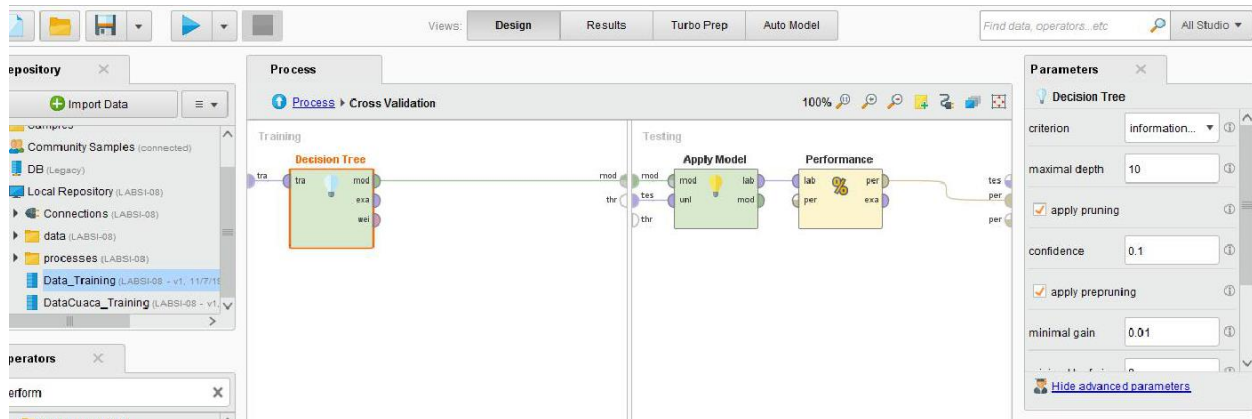 Views: Design Results Turbo Prep Auto Model
Find data, operators...etc All Studio
epository
Import Data
Community Samples (connected)
DB (Legacy)
Local Repository (LABSI-08)
Connections (LABSI-08)
data (LABSI-08)
processes (LABSI-08)
Data_Training (LABSI-08 - v1, 11/7/19
DataCuaca_Training (LABSI-08 - v1,
perators
erform
Process
Process Cross Validation
100%
Training
Decision Tree
tra tra mod mod
exa thr
wei
Testing
Apply Model Performance
mod mod lab lab per tes
tes unl mod per exa per
thr per
Parameters
Decision Tree
criterion information...
maximal depth 10
apply pruning
confidence 0.1
apply prepruning
minimal gain 0.01
Hide advanced parameters